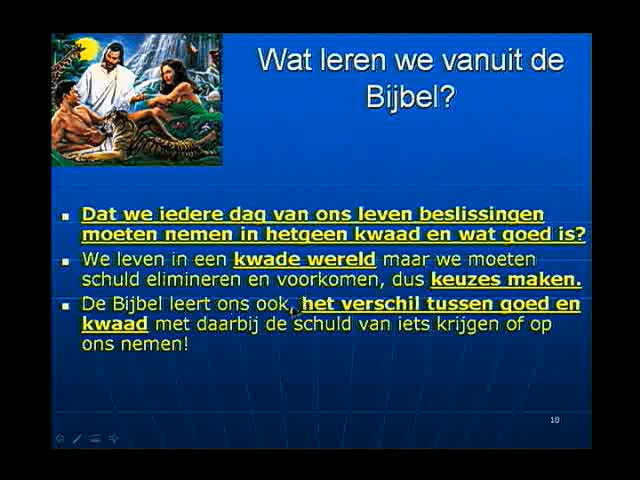 Wat leren we vanuit de
Bijbel?
Dat we iedere dag van ons leven beslissingen
moeten nemen in hetgeen kwaad en wat goed is?
We leven in een kwade wereld maar we moeten
schuld elimineren en voorkomen, dus keuzes maken.
De Bijbel leert ons ook, het verschil tussen goed en
kwaad met daarbij de schuld van iets krijgen of op
ons nemen!
18